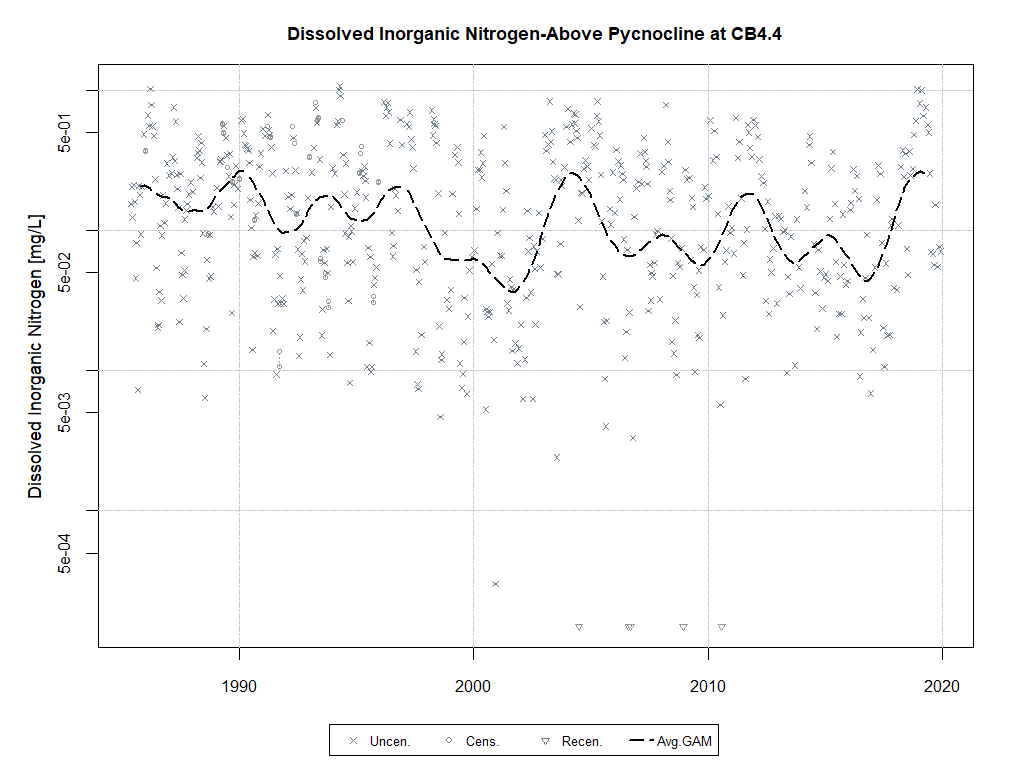 Dissolved Inorganic Nitrogen-Above Pycnocline at CB4.4
Dissolved Inorganic Nitrogen [mg/L]
5e-01
5e-02
5e-03
5e-04
1990 2000 2010 2020
Uncen. Cens. Recen. Avg.GAM